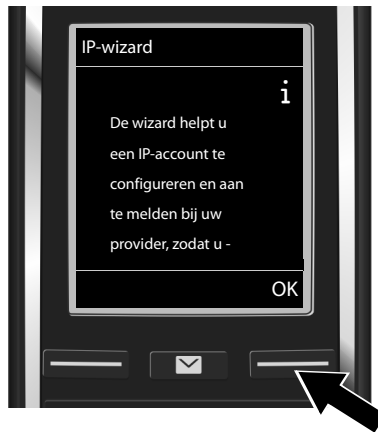 IP-wizard
i
De wizard helpt u
een IP-account te
configureren en aan
te melden bij uw
provider, zodat u -
OK